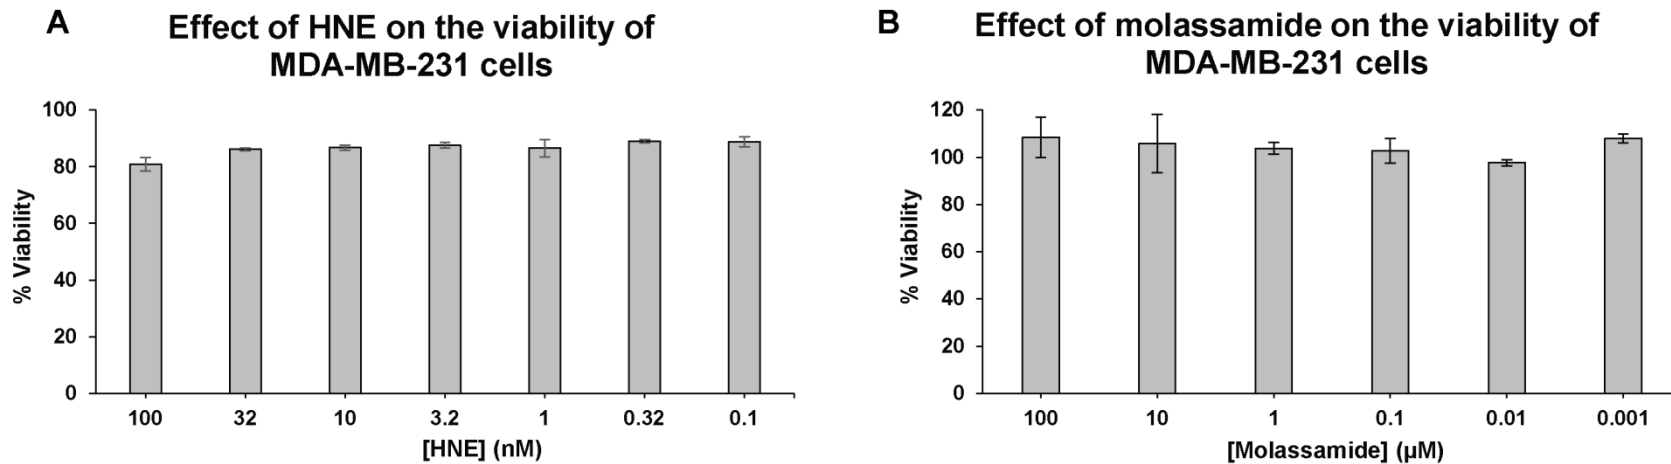 A
Effect of HNE on the viability of
MDA-MB-231 cells
100
80
60
40
20
0
% Viability
100 32 10 3.2 1 0.32 0.1
[HNE] (nM)
B
Effect of molassamide on the viability of
MDA-MB-231 cells
120
100
80
60
40
20
0
% Viability
100 10 1 0.1 0.01 0.001
[Molassamide] (µM)